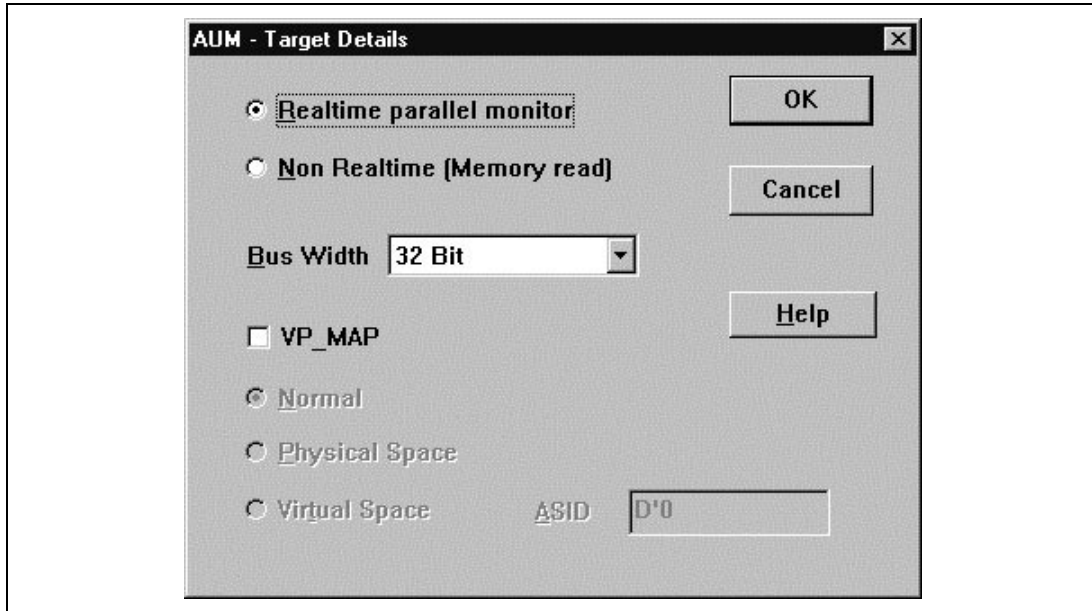 AUM - Target Details
Realtime parallel monitor
OK
Non Realtime (Memory read)
Cancel
Bus Width 32 Bit
Help
VP_MAP
Normal
Physical Space
Virtual Space ASID D'0